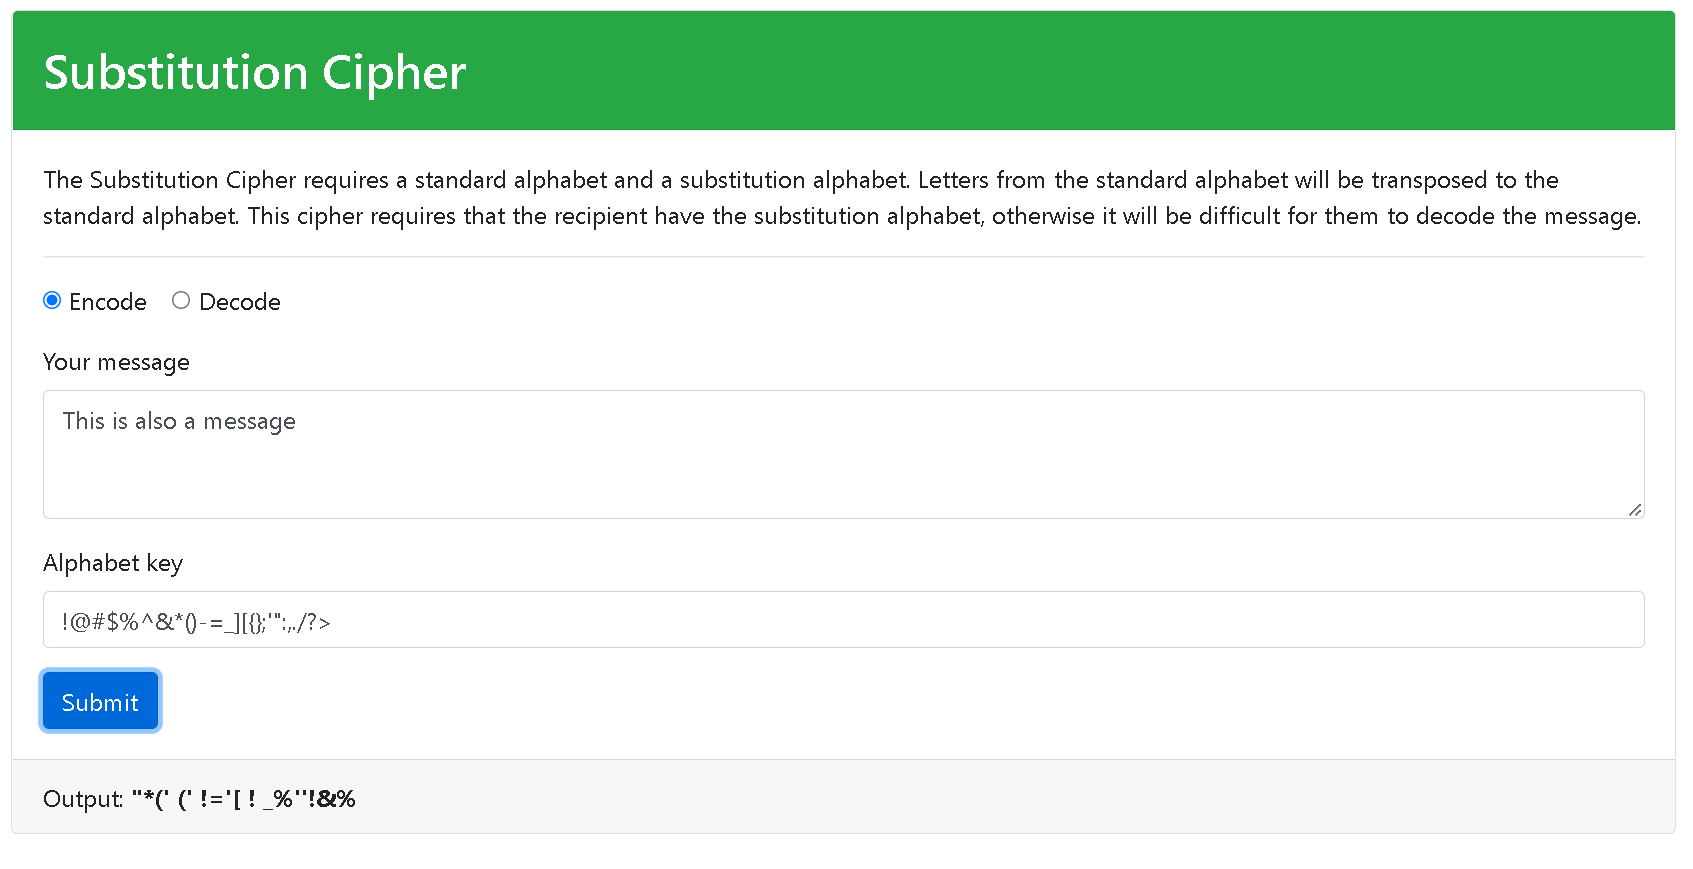 Substitution Cipher
The Substitution Cipher requires a standard alphabet and a substitution alphabet. Letters from the standard alphabet will be transposed to the
standard alphabet. This cipher requires that the recipient have the substitution alphabet, otherwise it will be difficult for them to decode the message.
Encode Decode
Your message
This is also a message
Alphabet key
!@#$%^&*()-=_][{};'":,./?>
Submit
Output: "*(' (' !='[ ! _%''!&%